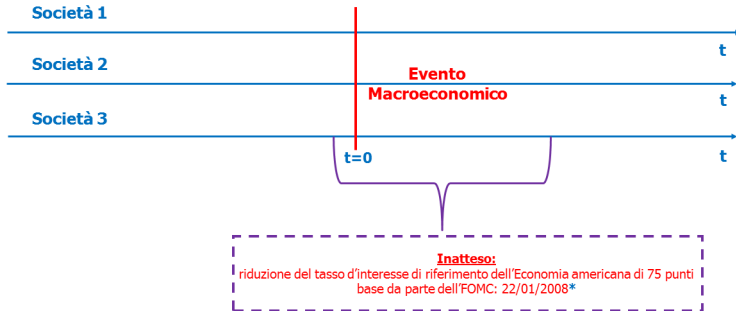 Società 1
t
Società 2
Evento
Macroeconomico
t
Società 3
t=0
t
Inatteso:
riduzione del tasso d'interesse di riferimento dell'Economia americana di 75 punti
base da parte dell'FOMC: 22/01/2008*